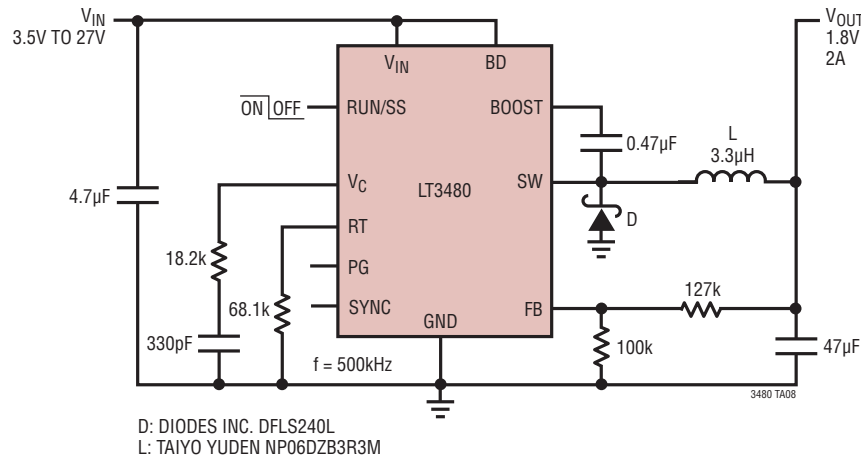 VIN
3.5V TO 27V
VOUT
1.8V
2A
VIN
BD
ON OFF
RUN/SS
BOOST
0.47µF
L
3.3µH
4.7µF
VC
LT3480
SW
D
RT
18.2k
PG
127k
68.1k
SYNC
FB
GND
330pF
f = 500kHz
100k
47µF
3480 TA08
D: DIODES INC. DFLS240L
L: TAIYO YUDEN NP06DZB3R3M